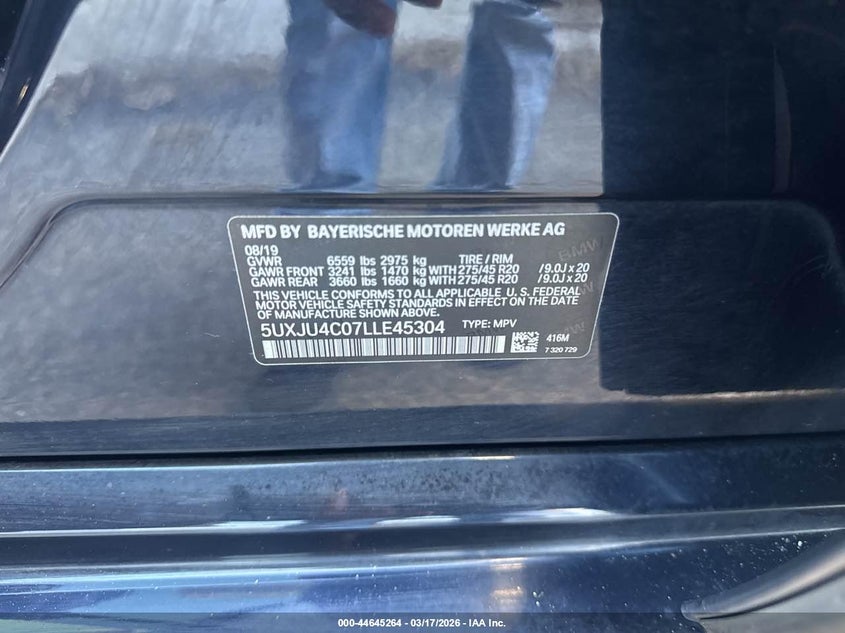 MFD BY BAYERISCHE MOTOREN WERKE AG
08/19
GVWR 6559 lbs 2975 kg TIRE / RIM
GAWR FRONT 3241 lbs 1470 kg WITH 275/45 R20 /9.0J x 20
GAWR REAR 3660 lbs 1660 kg WITH 275/45 R20 /9.0J x 20
THIS VEHICLE CONFORMS TO ALL APPLICABLE U. S. FEDERAL
MOTOR VEHICLE SAFETY STANDARDS IN EFFECT ON THE DATE
OF MANUFACTURE SHOWN ABOVE.
5UXJU4C07LLE45304 TYPE: MPV
416M
7 320 729
BMW
000-44645264 - 03/17/2026 - IAA Inc.